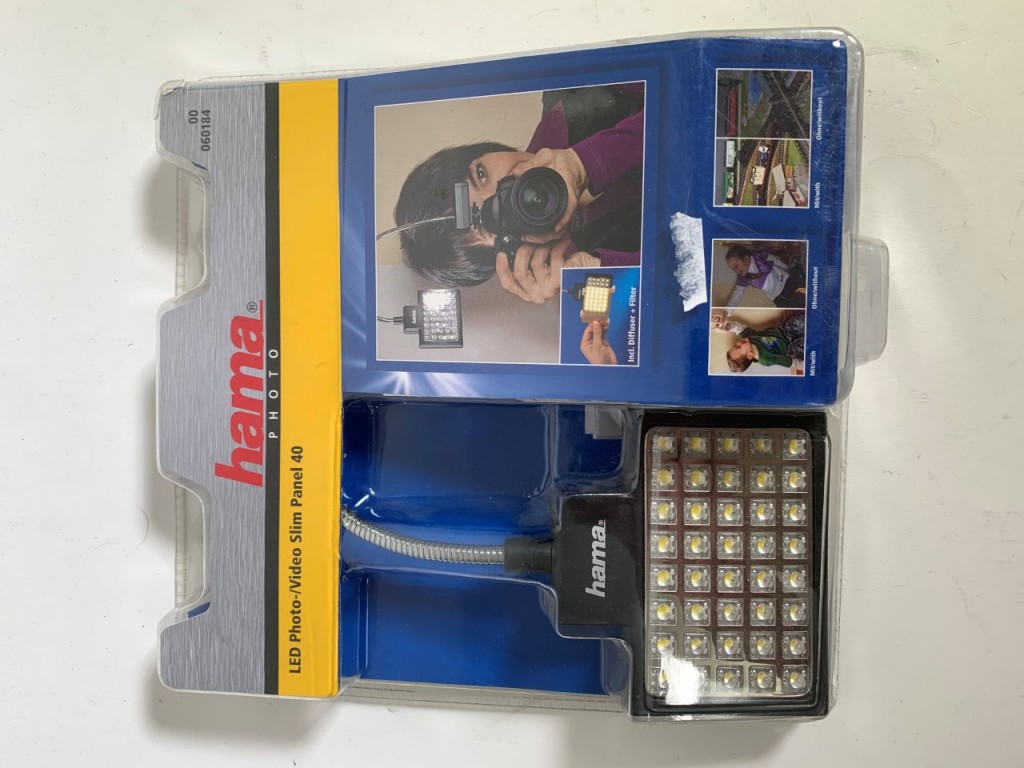 00
060184
hama®
PHOTO
LED Photo-/Video Slim Panel 40
Incl. Diffuser + Filter
Mit/with
Ohne/without
Mit/with
Ohne/without
hama®